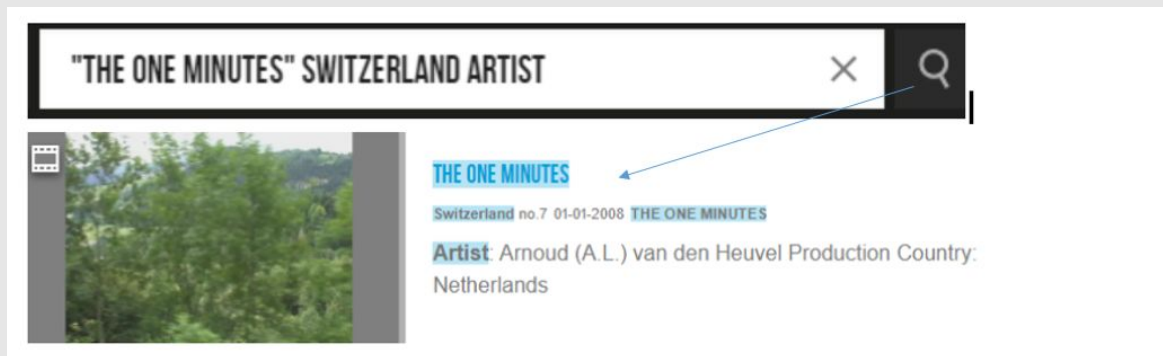 "THE ONE MINUTES" SWITZERLAND ARTIST
THE ONE MINUTES
Switzerland no.7 01-01-2008 THE ONE MINUTES
Artist: Arnoud (A.L.) van den Heuvel Production Country:
Netherlands